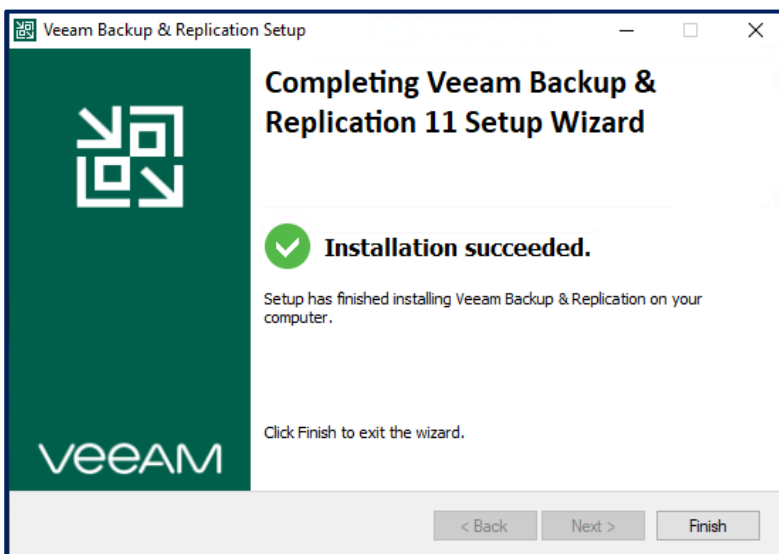 Veeam Backup & Replication Setup
Completing Veeam Backup &
Replication 11 Setup Wizard
Installation succeeded.
Setup has finished installing Veeam Backup & Replication on your
computer.
Click Finish to exit the wizard.
veeAM
< Back Next > Finish